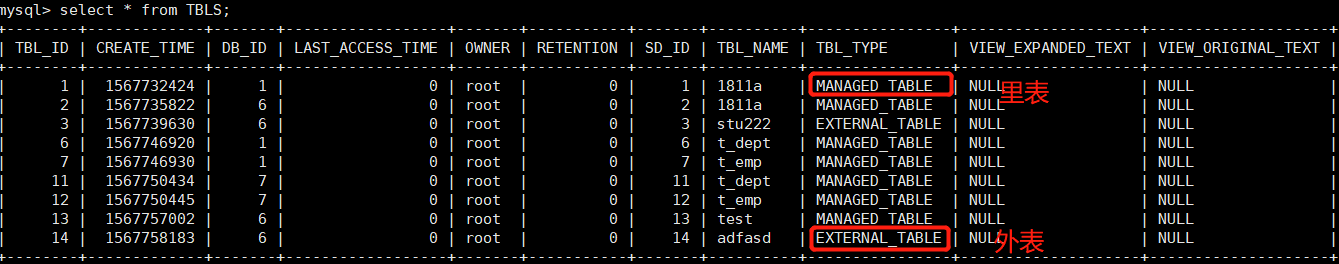 mysql> select * from TBLS;
+--------+-------------+-------+------------------+-------+-----------+-------+----------+----------------+--------------------+--------------------+
| TBL_ID | CREATE_TIME | DB_ID | LAST_ACCESS_TIME | OWNER | RETENTION | SD_ID | TBL_NAME | TBL_TYPE | VIEW_EXPANDED_TEXT | VIEW_ORIGINAL_TEXT |
+--------+-------------+-------+------------------+-------+-----------+-------+----------+----------------+--------------------+--------------------+
| 1 | 1567732424 | 1 | 0 | root | 0 | 1 | 1811a | MANAGED_TABLE | NULL 里表 | NULL |
| 2 | 1567735822 | 6 | 0 | root | 0 | 2 | 1811a | MANAGED_TABLE | NULL | NULL |
| 3 | 1567739630 | 6 | 0 | root | 0 | 3 | stu222 | EXTERNAL_TABLE | NULL | NULL |
| 6 | 1567746920 | 1 | 0 | root | 0 | 6 | t_dept | MANAGED_TABLE | NULL | NULL |
| 7 | 1567746930 | 1 | 0 | root | 0 | 7 | t_emp | MANAGED_TABLE | NULL | NULL |
| 11 | 1567750434 | 7 | 0 | root | 0 | 11 | t_dept | MANAGED_TABLE | NULL | NULL |
| 12 | 1567750445 | 7 | 0 | root | 0 | 12 | t_emp | MANAGED_TABLE | NULL | NULL |
| 13 | 1567757002 | 6 | 0 | root | 0 | 13 | test | MANAGED_TABLE | NULL | NULL |
| 14 | 1567758183 | 6 | 0 | root | 0 | 14 | adfasd | EXTERNAL_TABLE | NULL 外表 | NULL |
+--------+-------------+-------+------------------+-------+-----------+-------+----------+----------------+--------------------+--------------------+